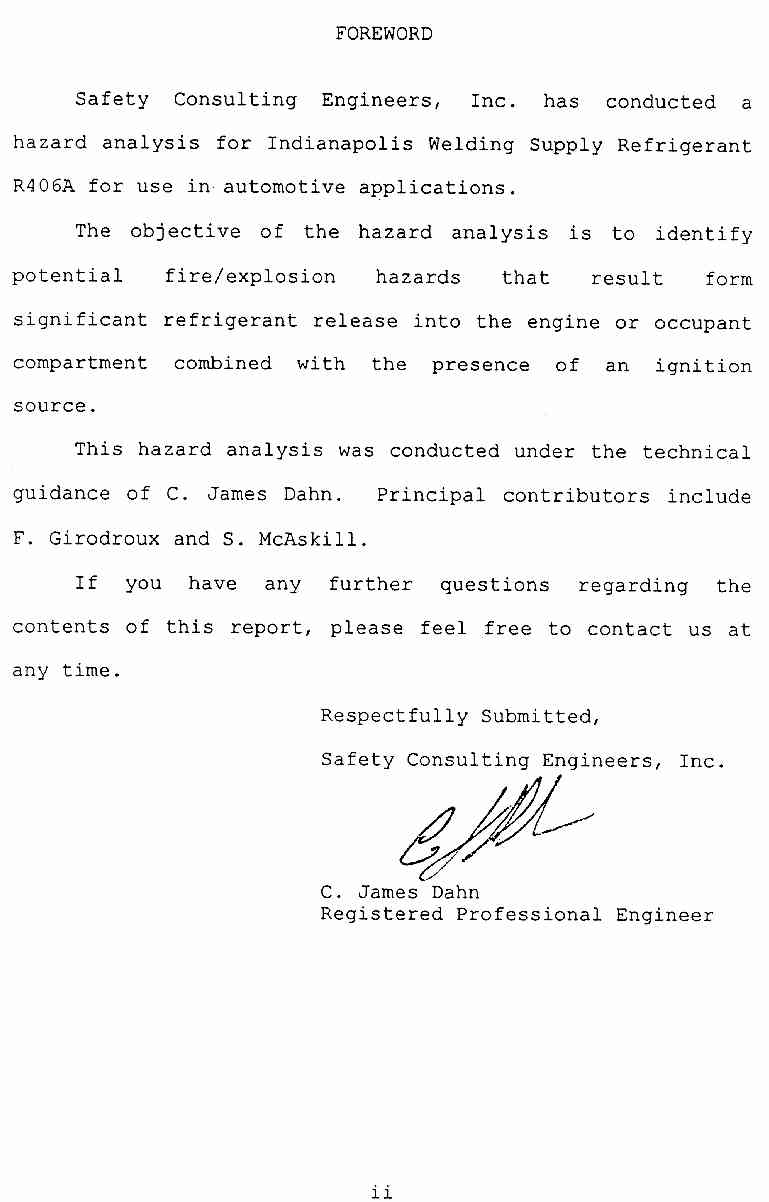 FOREWORD
Safety Consulting Engineers, Inc. has conducted a
hazard analysis for Indianapolis Welding Supply Refrigerant
R406A for use in automotive applications.
The objective of the hazard analysis is to identify
potential fire/explosion hazards that result form
significant refrigerant release into the engine or occupant
compartment combined with the presence of an ignition
source.
This hazard analysis was conducted under the technical
guidance of C. James Dahn. Principal contributors include
F. Girodroux and S. McAskill.
If you have any further questions regarding the
contents of this report, please feel free to contact us at
any time.
Respectfully Submitted,
Safety Consulting Engineers, Inc.
C. James Dahn
Registered Professional Engineer
ii